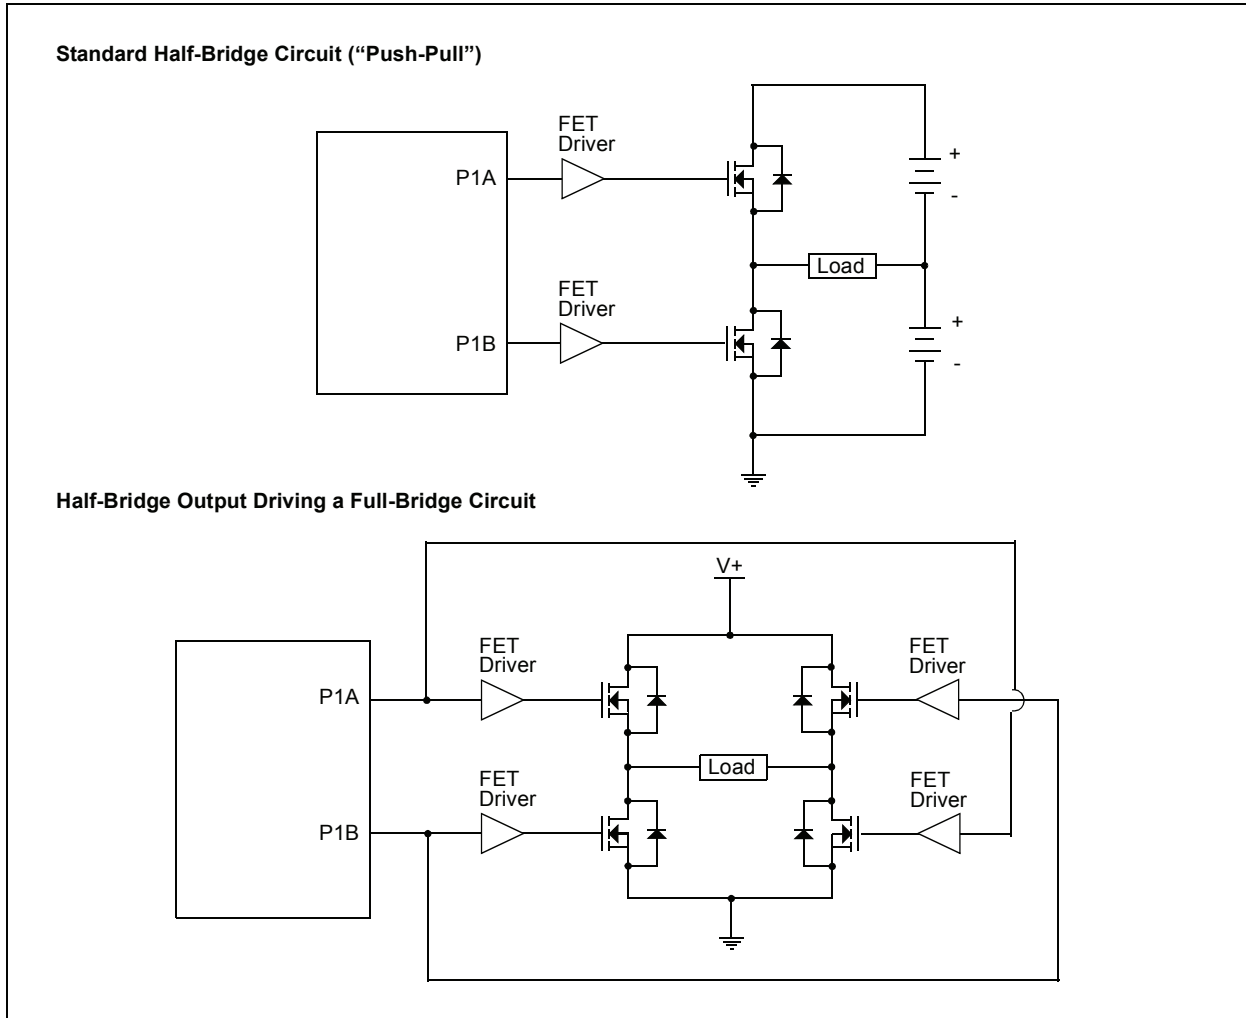 Standard Half-Bridge Circuit (“Push-Pull”)
FET
Driver
P1A
+
-
Load
FET
Driver
P1B
+
-
Half-Bridge Output Driving a Full-Bridge Circuit
V+
FET
Driver
FET
Driver
P1A
Load
FET
Driver
FET
Driver
P1B